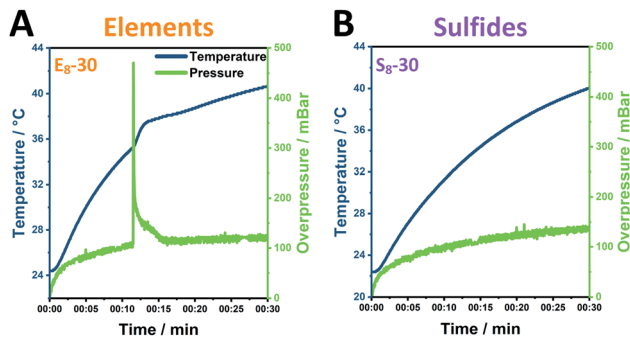 A
Elements
E8-30
Temperature
Pressure
44
40
36
32
28
24
Temperature / °C
500
400
300
200
100
0
Overpressure / mBar
00:00 00:05 00:10 00:15 00:20 00:25 00:30
Time / min
B
Sulfides
S8-30
44
40
36
32
28
24
20
Temperature / °C
500
400
300
200
100
0
Overpressure / mBar
00:00 00:05 00:10 00:15 00:20 00:25 00:30
Time / min